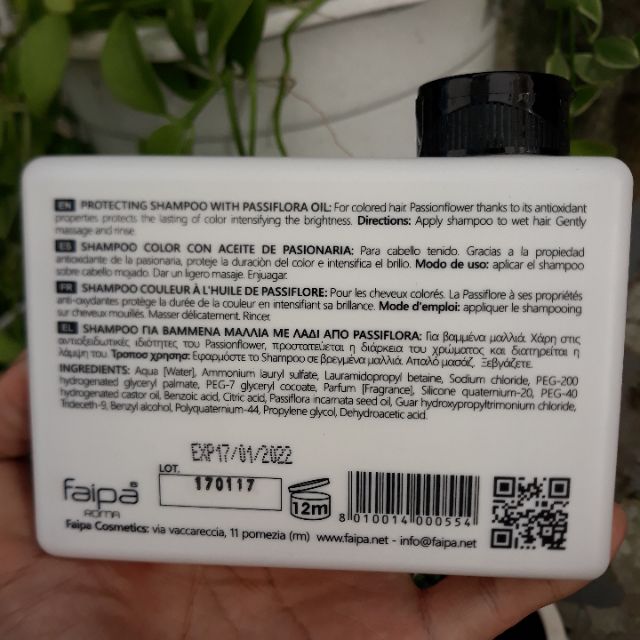 EN PROTECTING SHAMPOO WITH PASSIFLORA OIL: For colored hair. Passionflower thanks to its antioxidant
properties protects the lasting of color intensifying the brightness. Directions: Apply shampoo to wet hair. Gently
massage and rinse.
ES SHAMPOO COLOR CON ACEITE DE PASIONARIA: Para cabello tenido. Gracias a la propiedad
antioxidante de la pasionaria, proteje la duraciòn del color e intensifica el brilio. Modo de uso: aplicar el shampoo
sobre cabello mojado. Dar un ligero masaje. Enjuagar.
FR SHAMPOO COULEUR À L'HUILE DE PASSIFLORE: Pour les cheveux colorés. La Passiflore à ses propriétés
anti-oxydantes protège la durée de la couleur en intensifiant sa brillance. Mode d'emploi: appliquer le shampooing
sur cheveux mouillés. Masser délicatement. Rincer.
EL SHAMPOO ΓΙΑ ΒΑΜΜΕΝΑ ΜΑΛΛΙΑ ΜΕ ΛΑΔΙ ΑΠΟ PASSIFLORA: Για βαμμένα μαλλιά. Χάρη στις
αντιοξειδωτικές ιδιότητες του Passionflower, προστατεύεται η διάρκεια του χρώματος και διατηρείται η
λάμψη του. Τροπος χρησης: Εφαρμόστε το Shampoo σε βρεγμένα μαλλιά. Απαλό μασάζ. Ξεβγάζετε.
INGREDIENTS: Aqua [Water], Ammonium lauryl sulfate, Lauramidopropyl betaine, Sodium chloride, PEG-200
hydrogenated glyceryl palmate, PEG-7 glyceryl cocoate, Parfum [Fragrance], Silicone quaternium-20, PEG-40
hydrogenated castor oil, Benzoic acid, Citric acid, Passiflora incarnata seed oil, Guar hydroxypropyltrimonium chloride,
Trideceth-9, Benzyl alcohol, Polyquaternium-44, Propylene glycol, Dehydroacetic acid.
EXP17/01/2022
LOT.
170117
12m
faipa
ROMA
8 010014 000554
Faipa Cosmetics: via vaccareccia, 11 pomezia (rm) www.faipa.net - info@faipa.net